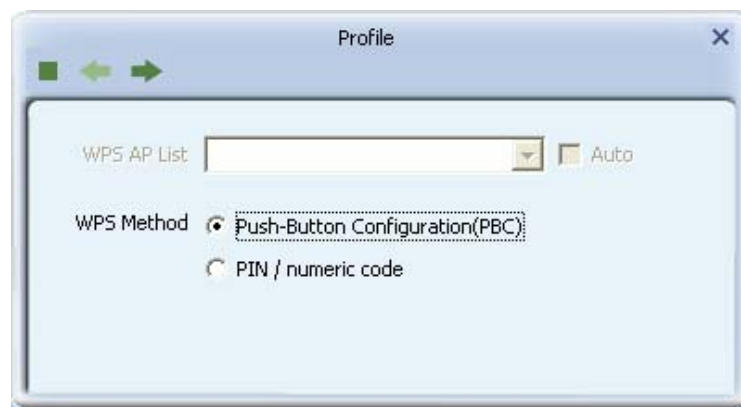 Profile
WPS AP List Auto
WPS Method Push-Button Configuration(PBC)
PIN / numeric code